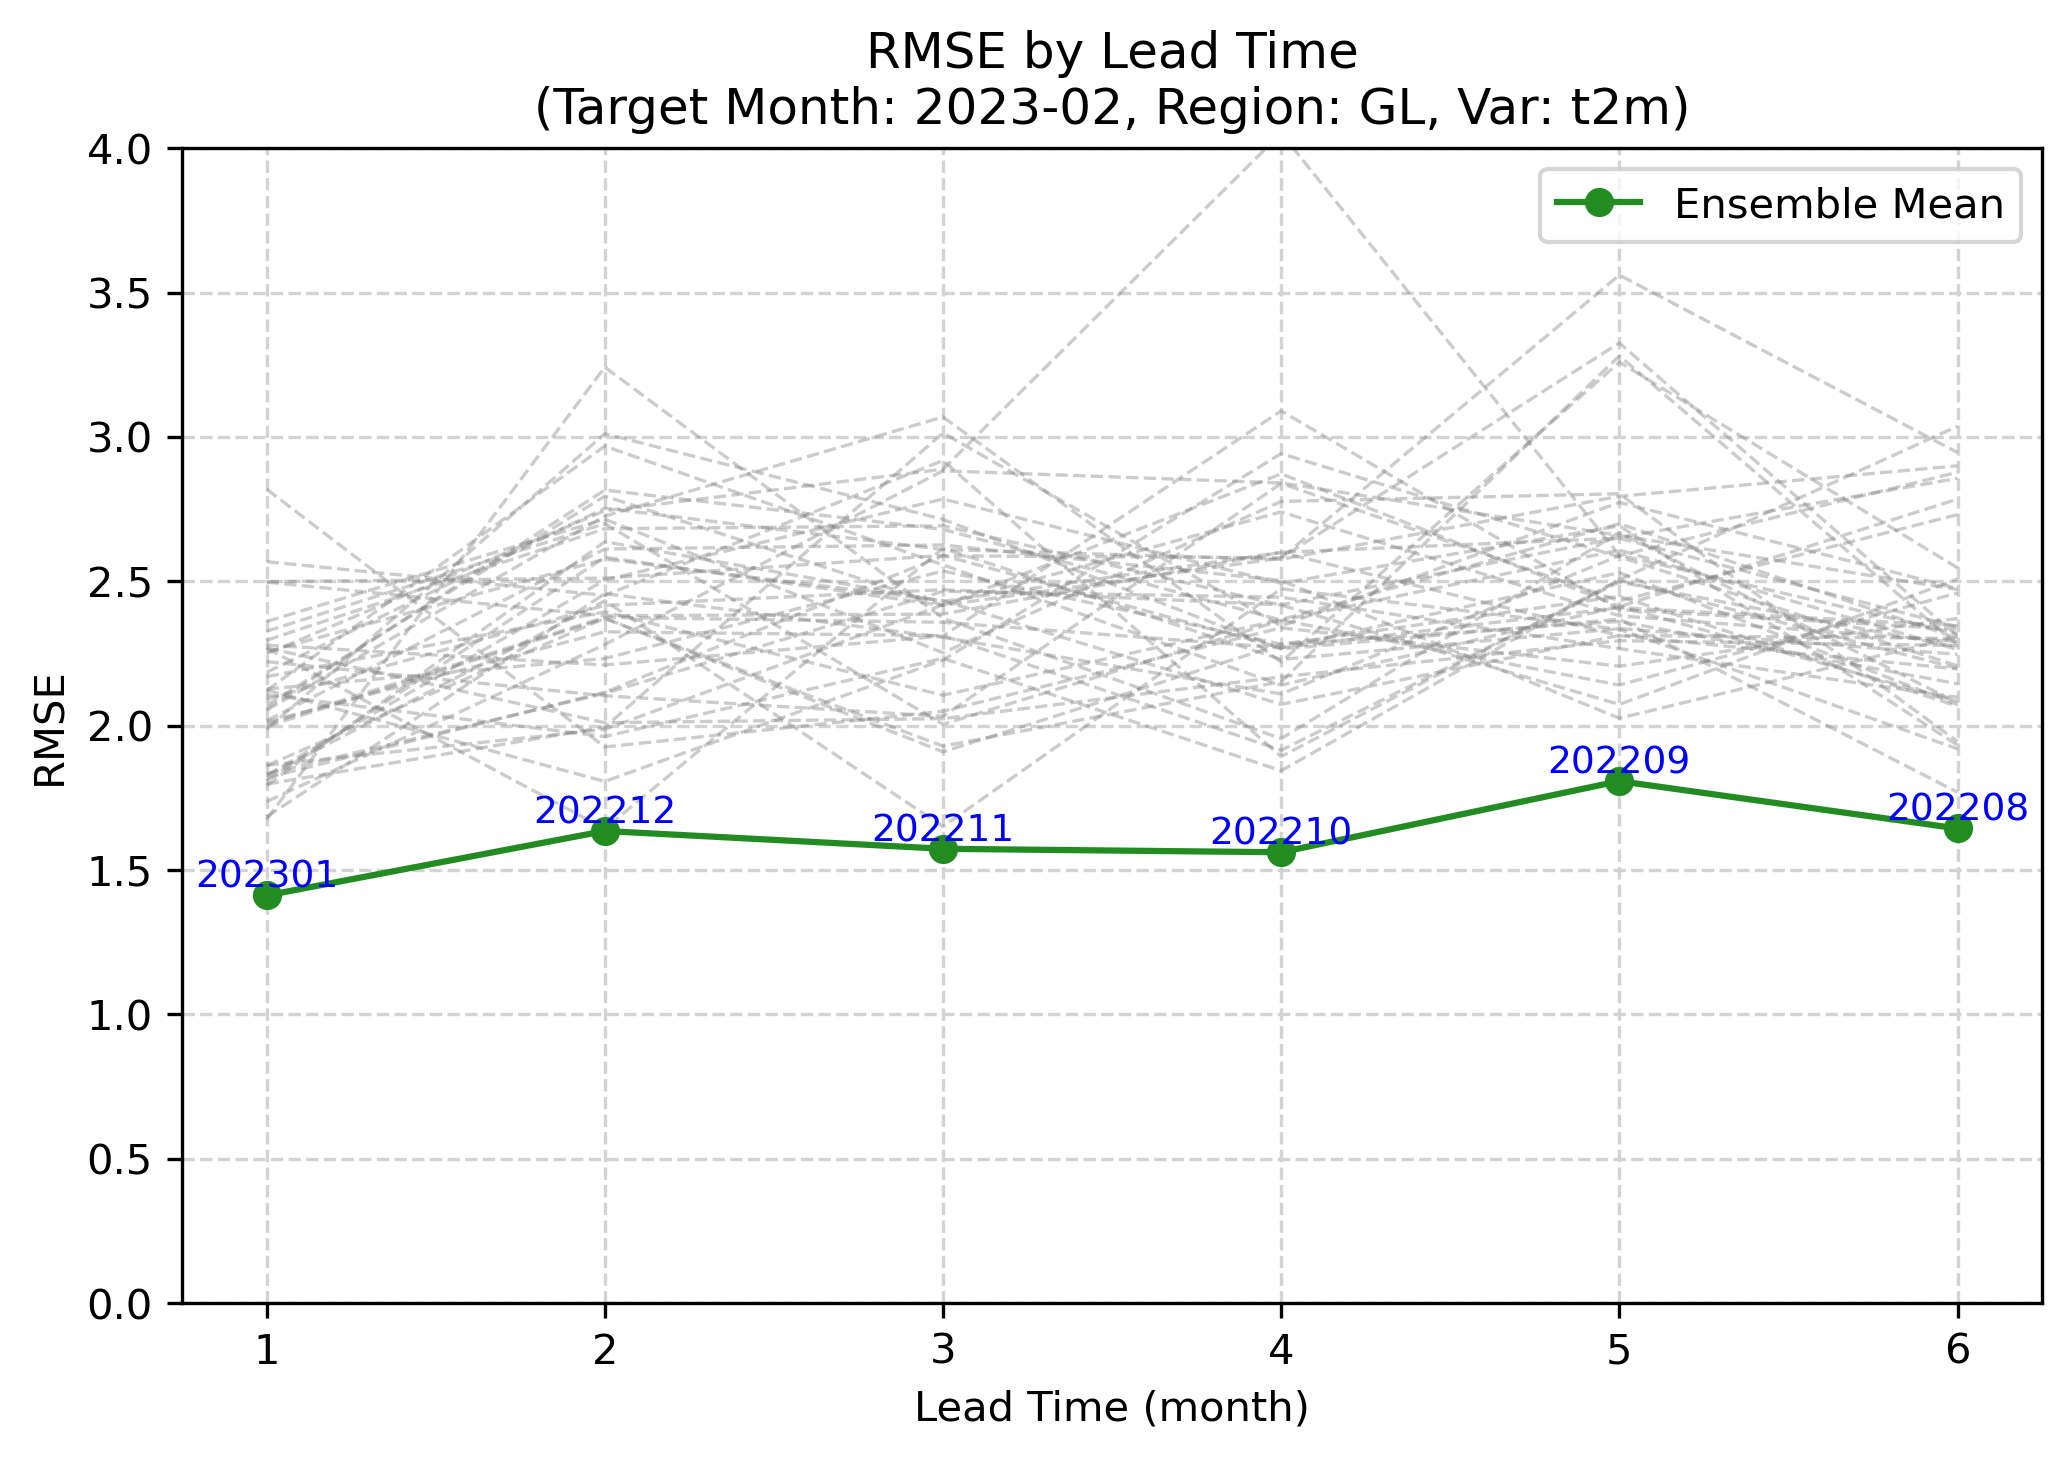 RMSE by Lead Time
(Target Month: 2023-02, Region: GL, Var: t2m)
Ensemble Mean
4.0
3.5
3.0
2.5
2.0
1.5
1.0
0.5
0.0
RMSE
202301
202212
202211
202210
202209
202208
1 2 3 4 5 6
Lead Time (month)